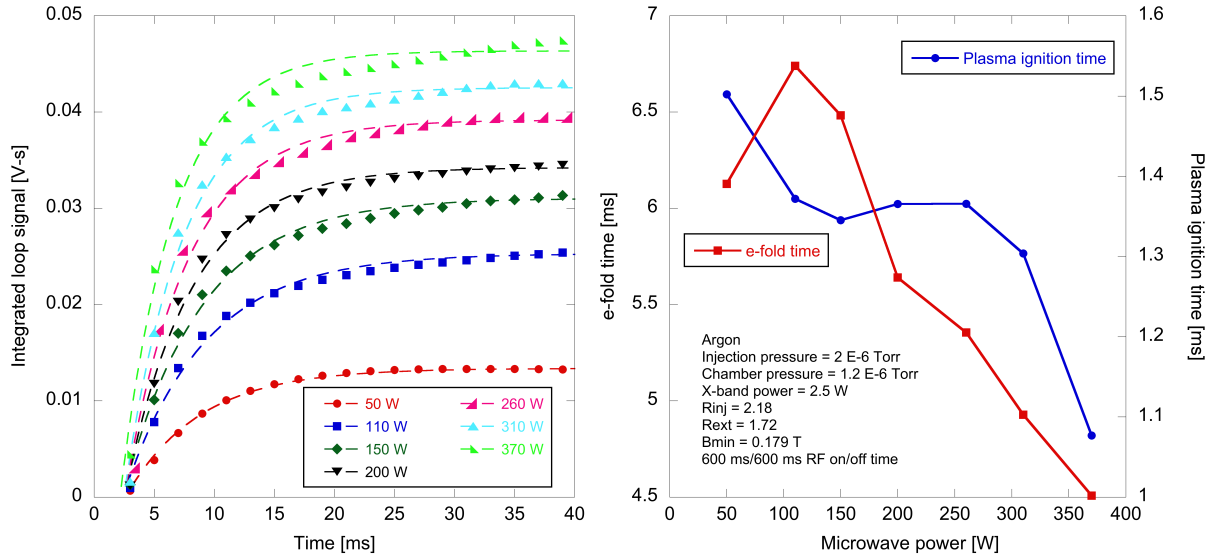 0.05
0.04
0.03
0.02
0.01
0
Integrated loop signal [V-s]
0
5
10
15
20
25
30
35
40
Time [ms]
50 W
110 W
150 W
200 W
260 W
310 W
370 W
7
6.5
6
5.5
5
4.5
e-fold time [ms]
1.6
1.5
1.4
1.3
1.2
1.1
1
Plasma ignition time [ms]
Plasma ignition time
e-fold time
Argon
Injection pressure = 2 E-6 Torr
Chamber pressure = 1.2 E-6 Torr
X-band power = 2.5 W
Rinj = 2.18
Rext = 1.72
Bmin = 0.179 T
600 ms/600 ms RF on/off time
0
50
100
150
200
250
300
350
400
Microwave power [W]